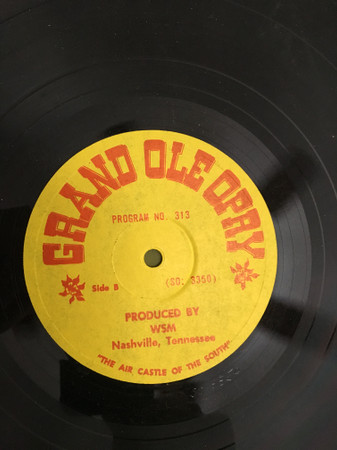 GRAND OLE OPRY
PROGRAM NO. 313
Side B
(SO: 3360)
PRODUCED BY
WSM
Nashville, Tennessee
"THE AIR CASTLE OF THE SOUTH"